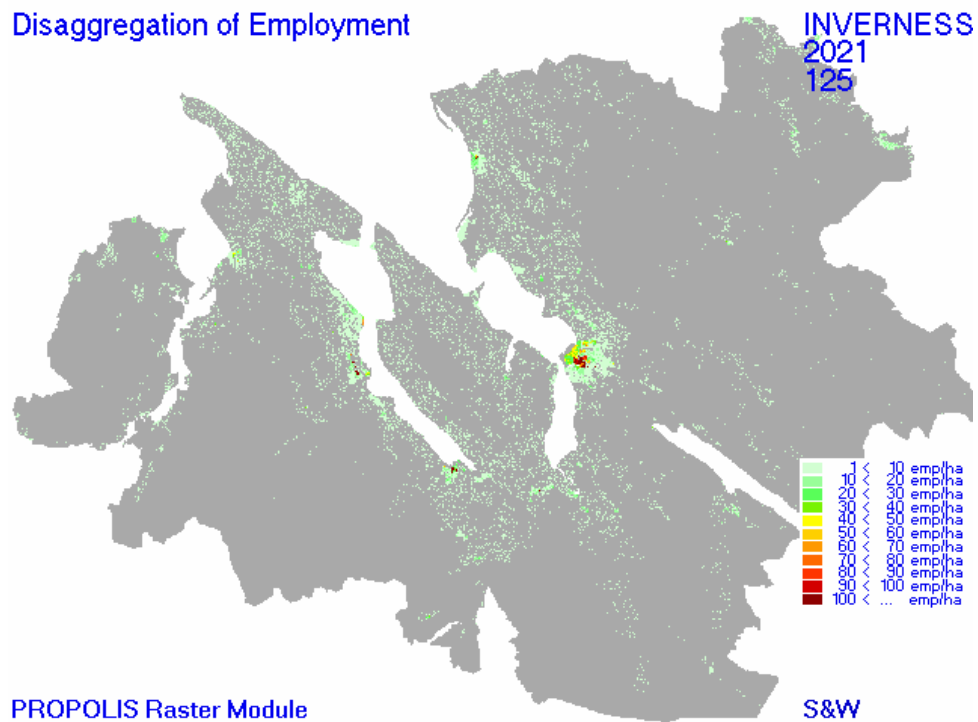 Disaggregation of Employment
INVERNESS
2021
125
1 < 10 emp/ha
10 < 20 emp/ha
20 < 30 emp/ha
30 < 40 emp/ha
40 < 50 emp/ha
50 < 60 emp/ha
60 < 70 emp/ha
70 < 80 emp/ha
80 < 90 emp/ha
90 < 100 emp/ha
100 < ... emp/ha
PROPOLIS Raster Module
S&W